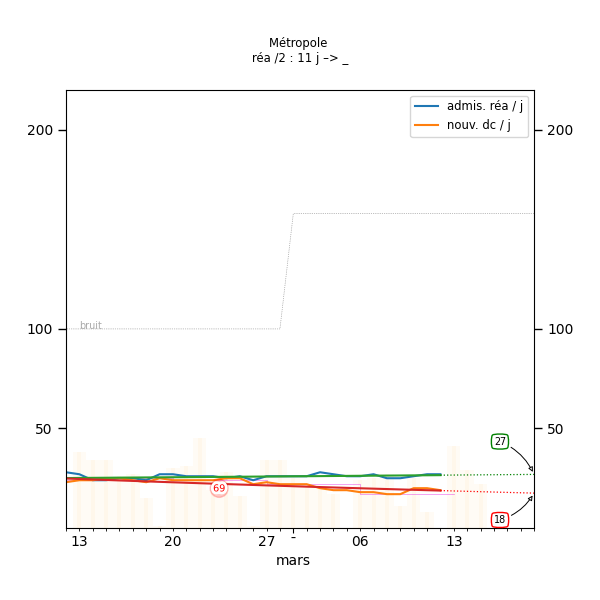 Métropole
réa /2 : 11 j –> _
admis. réa / j
nouv. dc / j
200
200
bruit
100
100
50
50
27
69
18
13
20
27
-
06
13
mars